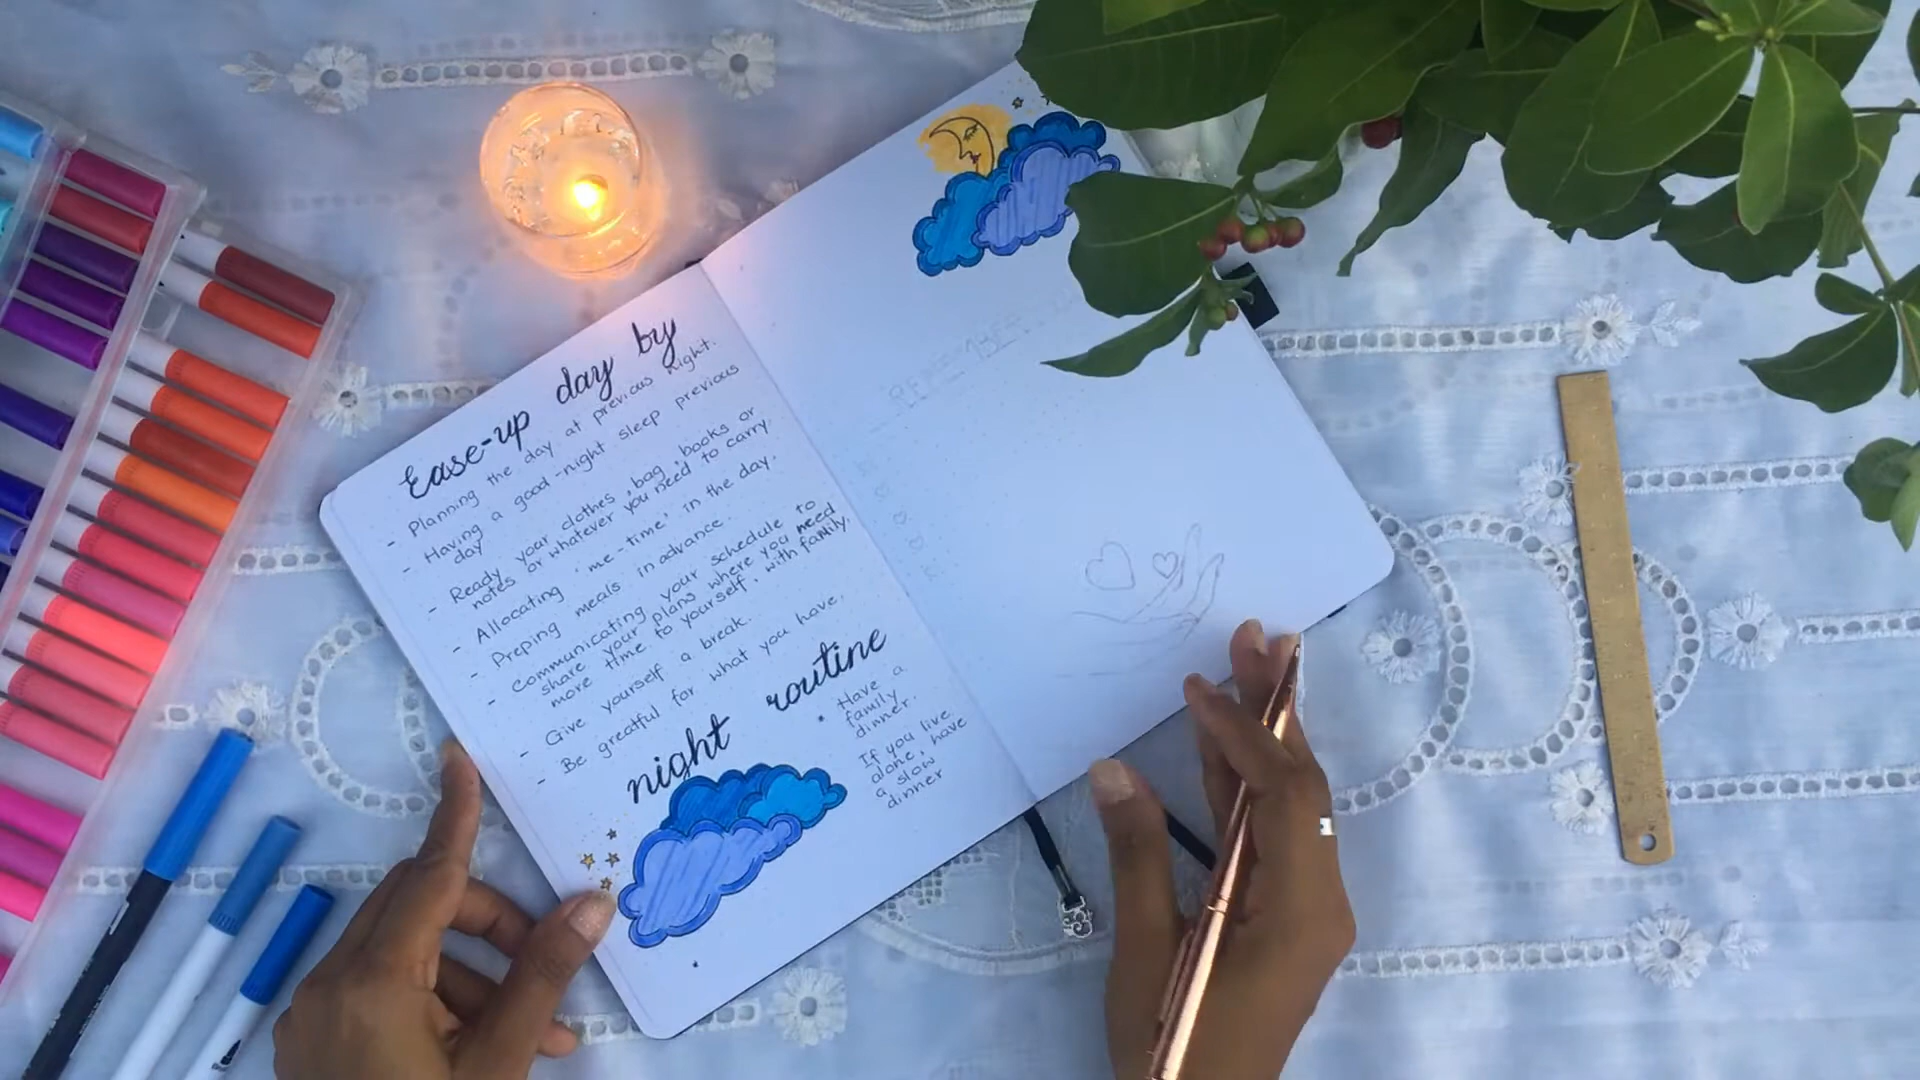 Ease-up day by
- Planning the day at previous night.
- Having a good-night sleep previous
day
- Ready your clothes, bag, books or
notes or whatever you need to carry.
- Allocating 'me-time' in the day.
- Preping meals in advance.
- Communicating your schedule to
share your plans where you need
more time to yourself, with family.
- Give yourself a break.
- Be greatful for what you have.
night routine
• Have a
family
dinner.
If you live
alone, have
a slow
dinner